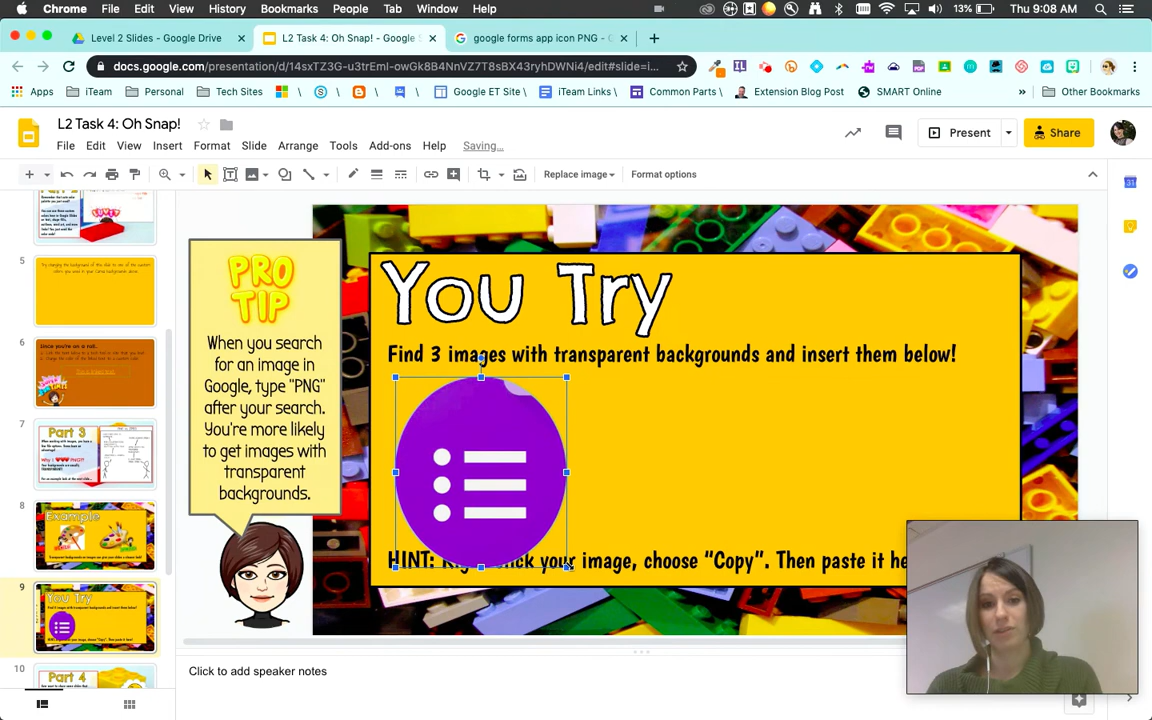 Chrome File Edit View History Bookmarks People Tab Window Help 13% Thu 9:08 AM
Level 2 Slides - Google Drive L2 Task 4: Oh Snap! - Google S google forms app icon PNG - G
docs.google.com/presentation/d/14sxTZ3G-u3trEmI-owGk8B4NnVZ7T8sBX43ryhDWNi4/edit#slide=i...
Apps iTeam Personal Tech Sites \ \ \ \ Google ET Site \ iTeam Links \ Common Parts \ Extension Blog Post SMART Online » Other Bookmarks
L2 Task 4: Oh Snap!
File Edit View Insert Format Slide Arrange Tools Add-ons Help Saving...
Present Share
Replace image Format options
5
6
7
Part 3
8
Example
9
You Try
10
Part 4
PRO
TIP
When you search
for an image in
Google, type "PNG"
after your search.
You're more likely
to get images with
transparent
backgrounds.
You Try
Find 3 images with transparent backgrounds and insert them below!
HINT: your image, choose "Copy". Then paste it he
Click to add speaker notes
31